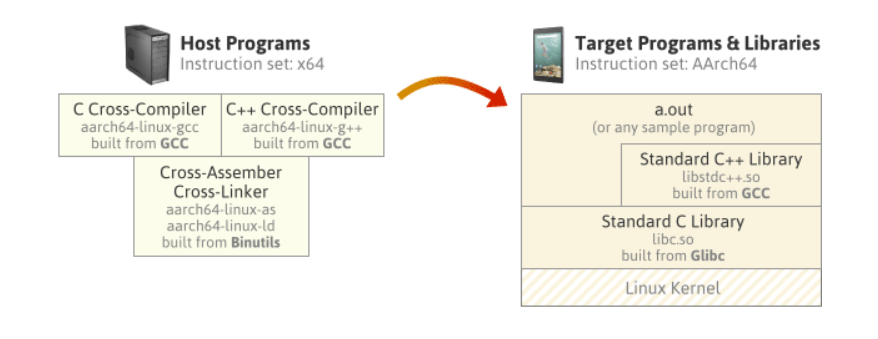 Host Programs
Instruction set: x64
C Cross-Compiler
aarch64-linux-gcc
built from GCC
C++ Cross-Compiler
aarch64-linux-g++
built from GCC
Cross-Assember
Cross-Linker
aarch64-linux-as
aarch64-linux-ld
built from Binutils
Target Programs & Libraries
Instruction set: AArch64
a.out
(or any sample program)
Standard C++ Library
libstdc++.so
built from GCC
Standard C Library
libc.so
built from Glibc
Linux Kernel